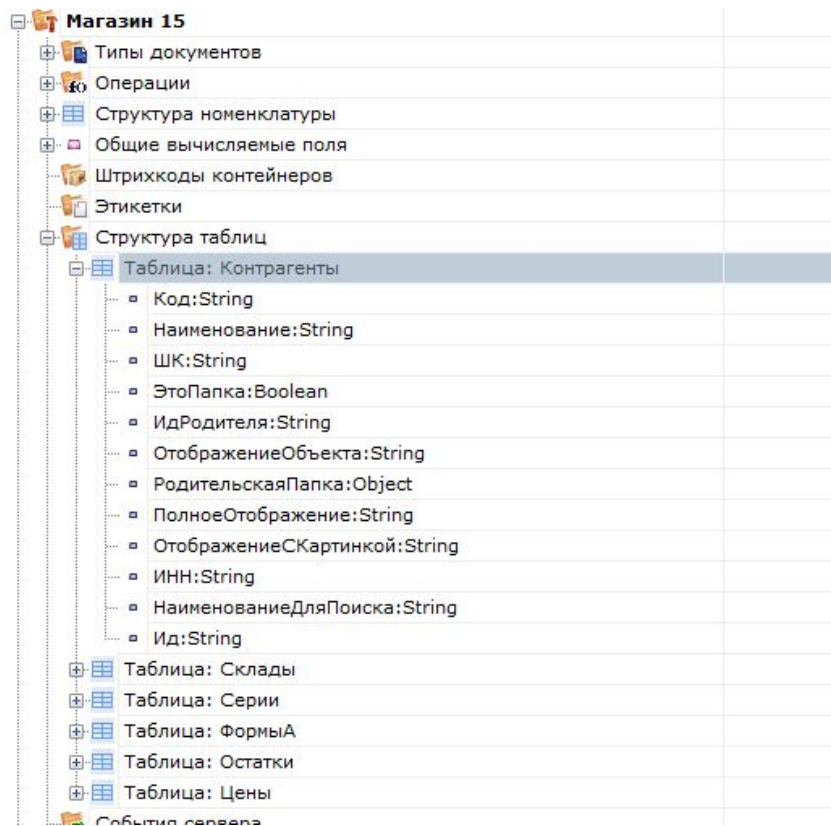 Магазин 15
Типы документов
Операции
Структура номенклатуры
Общие вычисляемые поля
Штрихкоды контейнеров
Этикетки
Структура таблиц
Таблица: Контрагенты
Код:String
Наименование:String
ШК:String
ЭтоПапка:Boolean
ИдРодителя:String
ОтображениеОбъекта:String
РодительскаяПапка:Object
ПолноеОтображение:String
ОтображениеСКартинкой:String
ИНН:String
НаименованиеДляПоиска:String
Ид:String
Таблица: Склады
Таблица: Серии
Таблица: ФормыА
Таблица: Остатки
Таблица: Цены
События сервера